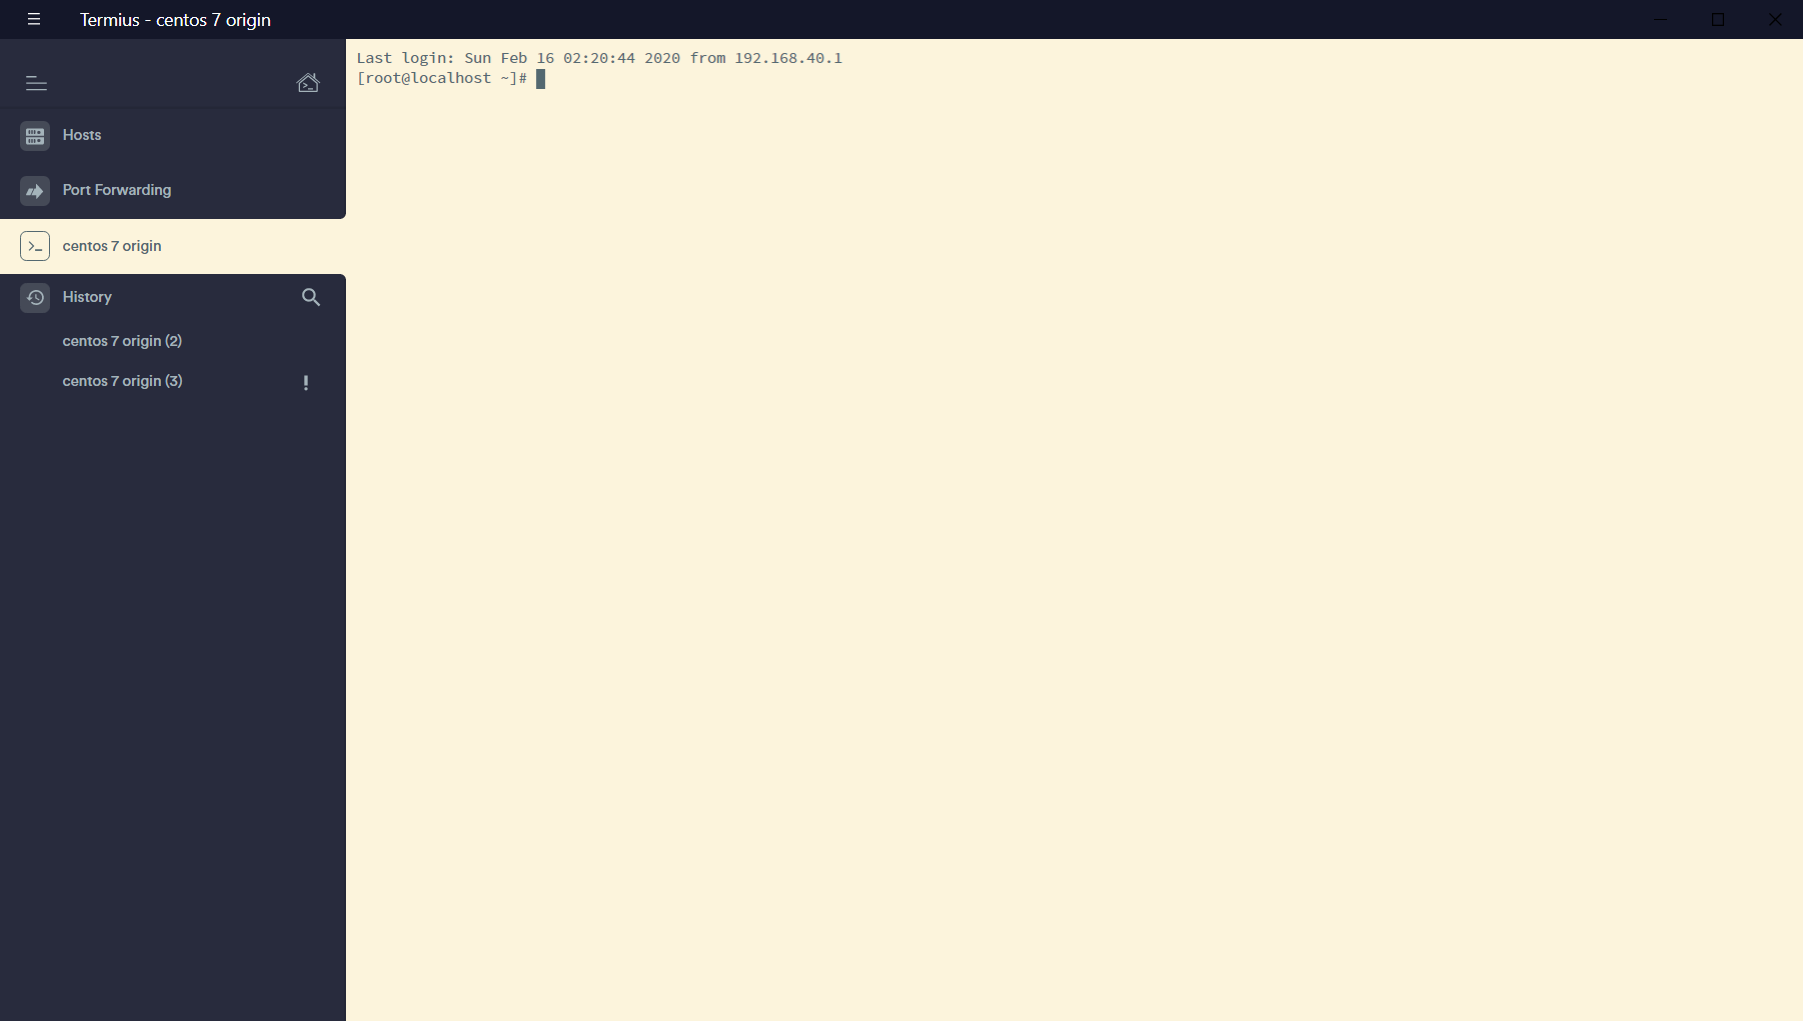 Termius - centos 7 origin
Hosts
Port Forwarding
centos 7 origin
History
centos 7 origin (2)
centos 7 origin (3)
Last login: Sun Feb 16 02:20:44 2020 from 192.168.40.1
[root@localhost ~]#